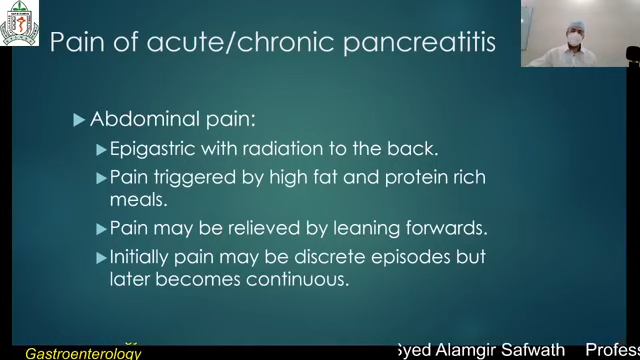 Pain of acute/chronic pancreatitis
Abdominal pain:
Epigastric with radiation to the back.
Pain triggered by high fat and protein rich
meals.
Pain may be relieved by leaning forwards.
Initially pain may be discrete episodes but
later becomes continuous.
Gastroenterology
Syed Alamgir Safwath Profess